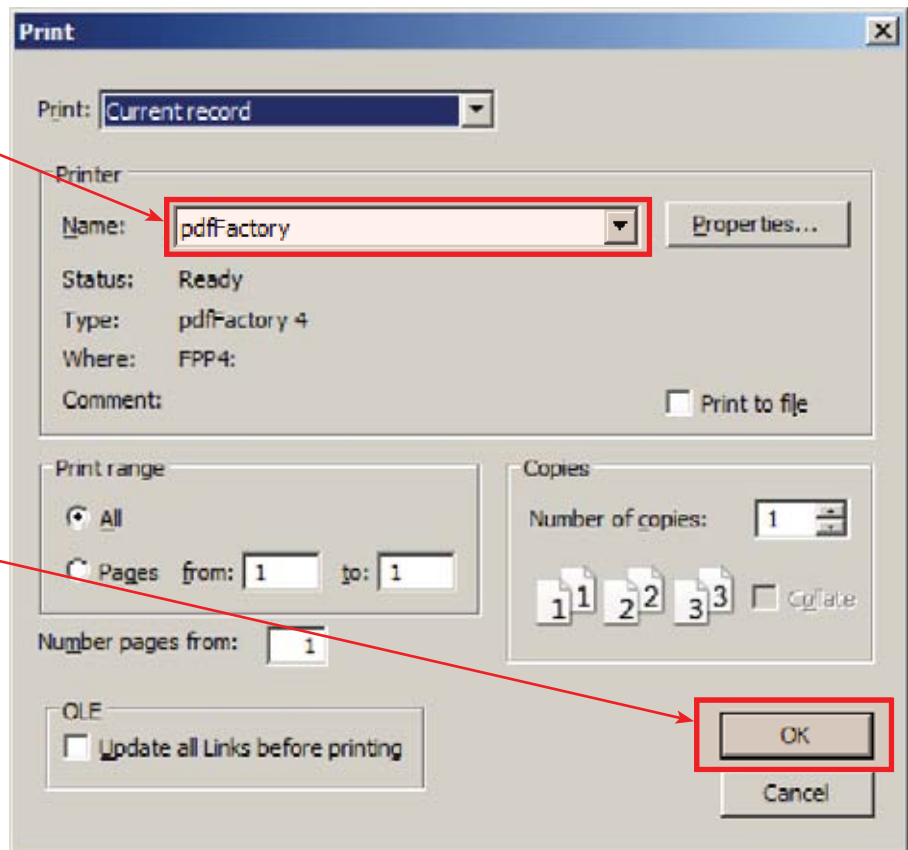 Print
Print: Current record
Printer
Name: pdfFactory Properties...
Status: Ready
Type: pdfFactory 4
Where: FPP4:
Comment: Print to file
Print range
All
Pages from: 1 to: 1
Copies
Number of copies: 1
1 1 2 2 3 3 Collate
Number pages from: 1
OLE
Update all Links before printing
OK
Cancel